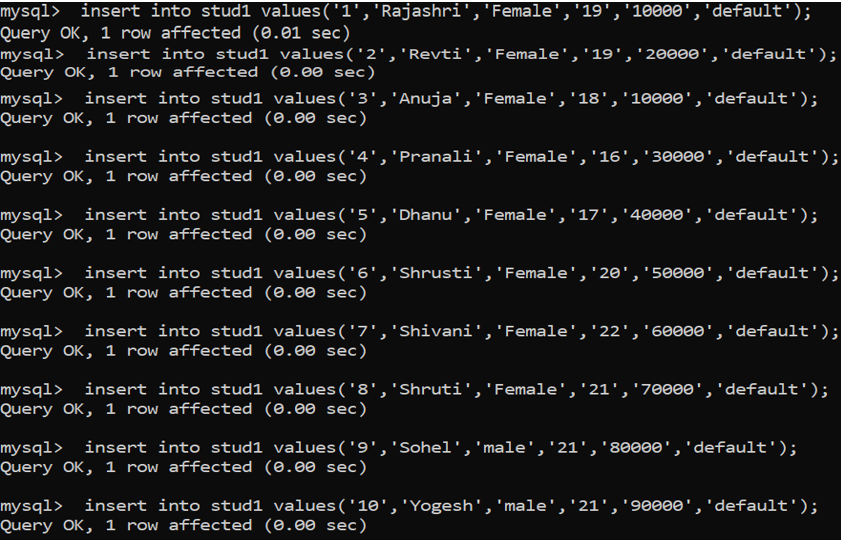 mysql>  insert into stud1 values('1','Rajashri','Female','19','10000','default');
Query OK, 1 row affected (0.01 sec)
mysql>  insert into stud1 values('2','Revti','Female','19','20000','default');
Query OK, 1 row affected (0.00 sec)
mysql>  insert into stud1 values('3','Anuja','Female','18','10000','default');
Query OK, 1 row affected (0.00 sec)
mysql>  insert into stud1 values('4','Pranali','Female','16','30000','default');
Query OK, 1 row affected (0.00 sec)
mysql>  insert into stud1 values('5','Dhanu','Female','17','40000','default');
Query OK, 1 row affected (0.00 sec)
mysql>  insert into stud1 values('6','Shrusti','Female','20','50000','default');
Query OK, 1 row affected (0.00 sec)
mysql>  insert into stud1 values('7','Shivani','Female','22','60000','default');
Query OK, 1 row affected (0.00 sec)
mysql>  insert into stud1 values('8','Shruti','Female','21','70000','default');
Query OK, 1 row affected (0.00 sec)
mysql>  insert into stud1 values('9','Sohel','male','21','80000','default');
Query OK, 1 row affected (0.00 sec)
mysql>  insert into stud1 values('10','Yogesh','male','21','90000','default');
Query OK, 1 row affected (0.00 sec)